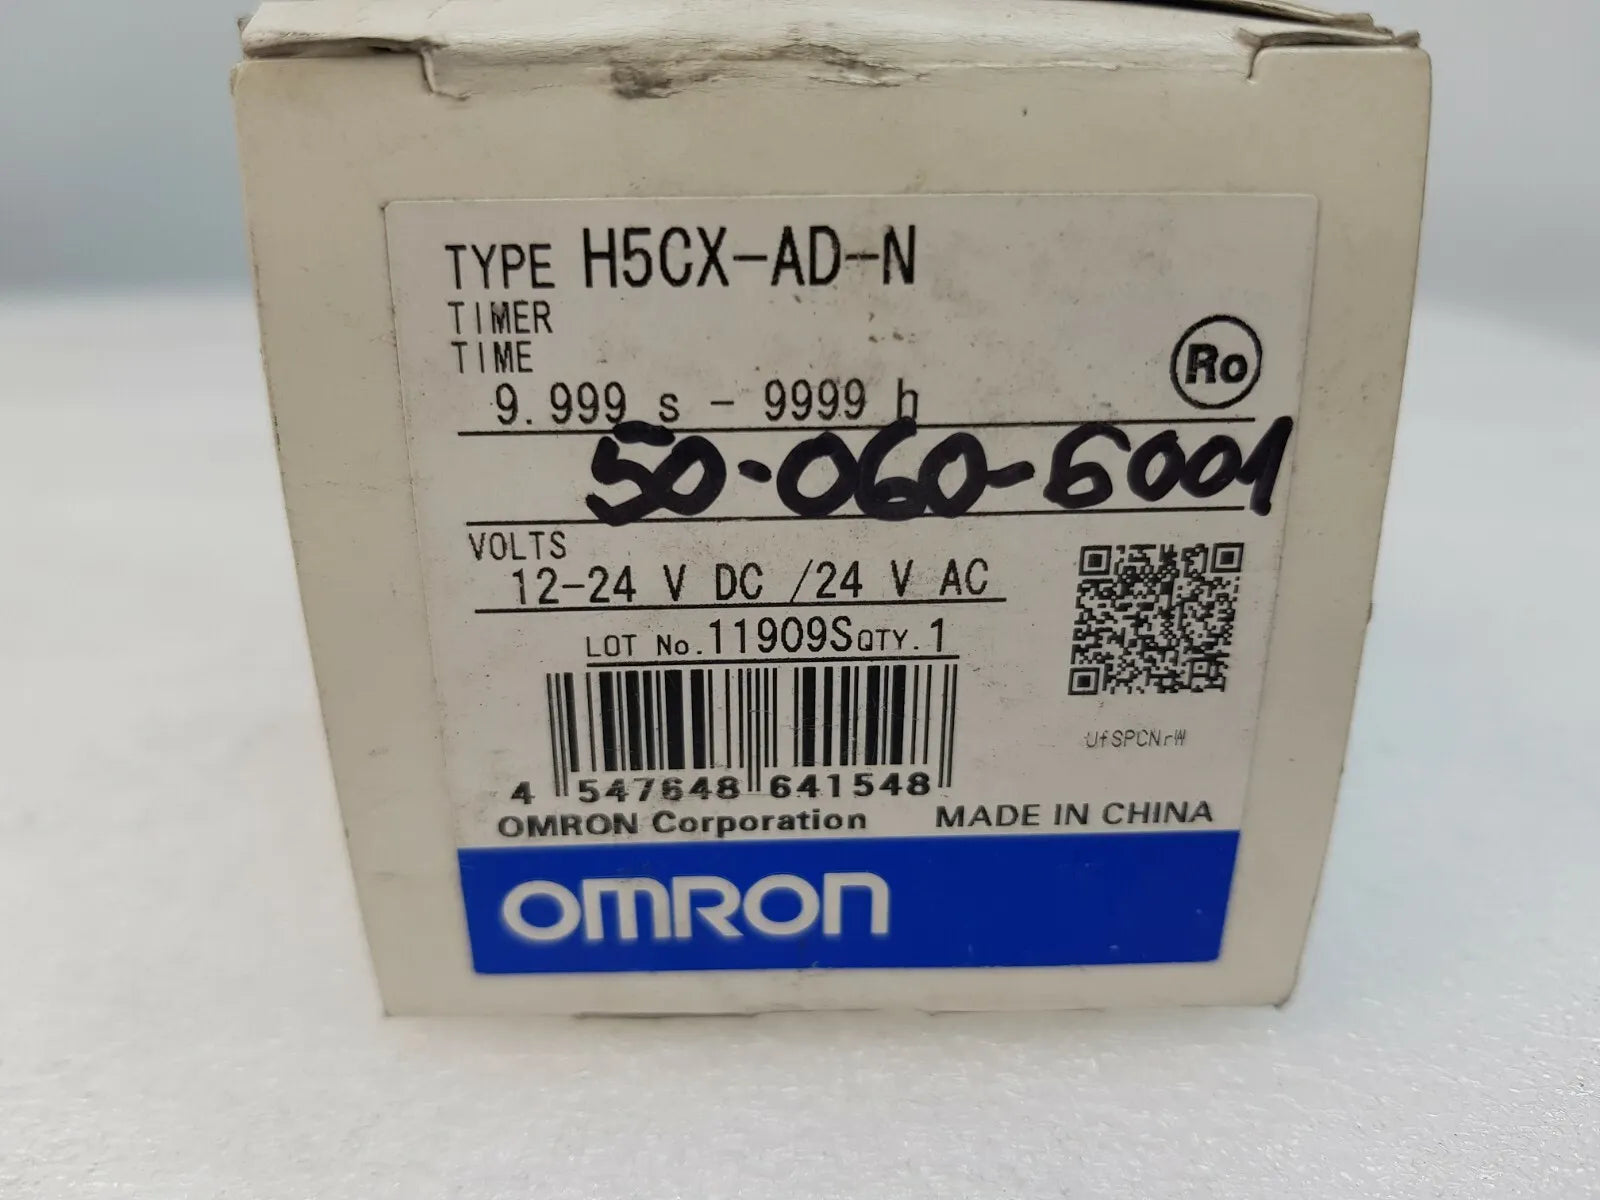 TYPE H5CX-AD-N
TIMER
TIME
Ro
9.999 s - 9999 h
50-060-6001
VOLTS
12-24 V DC /24 V AC
LOT No.11909S QTY.1
UfSPCNrW
4 547648 641548
OMRON Corporation MADE IN CHINA
OMRON